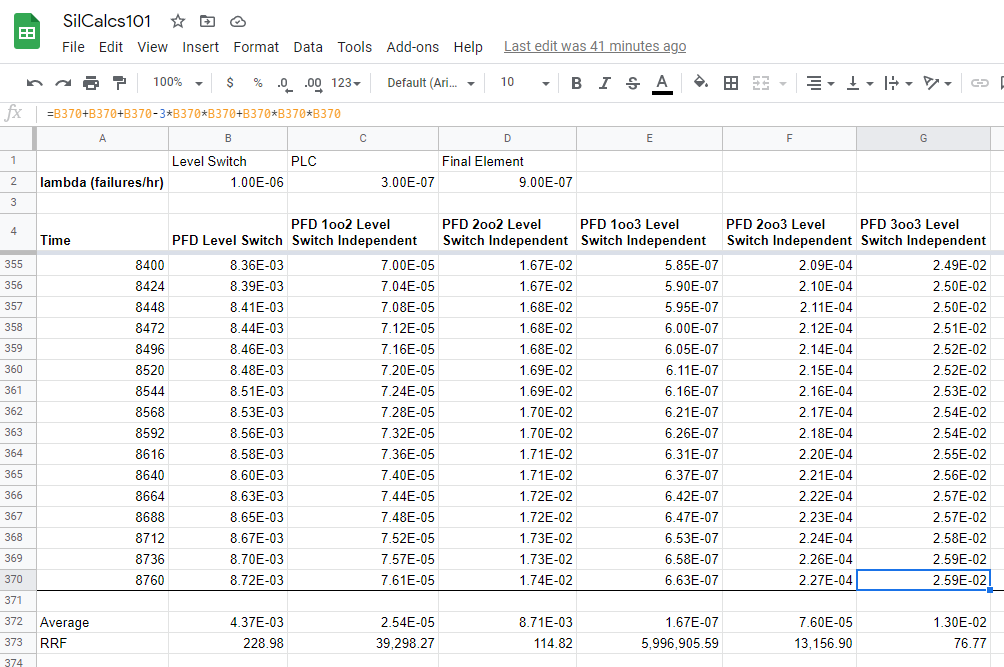 SilCalcs101
File Edit View Insert Format Data Tools Add-ons Help Last edit was 41 minutes ago
100% $ % .0 .00 123 Default (Ari... 10 B I S A
fx =B370+B370+B370-3*B370*B370+B370*B370*B370
A B C D E F G
1 Level Switch PLC Final Element
2 lambda (failures/hr) 1.00E-06 3.00E-07 9.00E-07
3
4 Time PFD Level Switch PFD 1oo2 Level Switch Independent PFD 2oo2 Level Switch Independent PFD 1oo3 Level Switch Independent PFD 2oo3 Level Switch Independent PFD 3oo3 Level Switch Independent
355 8400 8.36E-03 7.00E-05 1.67E-02 5.85E-07 2.09E-04 2.49E-02
356 8424 8.39E-03 7.04E-05 1.67E-02 5.90E-07 2.10E-04 2.50E-02
357 8448 8.41E-03 7.08E-05 1.68E-02 5.95E-07 2.11E-04 2.50E-02
358 8472 8.44E-03 7.12E-05 1.68E-02 6.00E-07 2.12E-04 2.51E-02
359 8496 8.46E-03 7.16E-05 1.68E-02 6.05E-07 2.14E-04 2.52E-02
360 8520 8.48E-03 7.20E-05 1.69E-02 6.11E-07 2.15E-04 2.52E-02
361 8544 8.51E-03 7.24E-05 1.69E-02 6.16E-07 2.16E-04 2.53E-02
362 8568 8.53E-03 7.28E-05 1.70E-02 6.21E-07 2.17E-04 2.54E-02
363 8592 8.56E-03 7.32E-05 1.70E-02 6.26E-07 2.18E-04 2.54E-02
364 8616 8.58E-03 7.36E-05 1.71E-02 6.31E-07 2.20E-04 2.55E-02
365 8640 8.60E-03 7.40E-05 1.71E-02 6.37E-07 2.21E-04 2.56E-02
366 8664 8.63E-03 7.44E-05 1.72E-02 6.42E-07 2.22E-04 2.57E-02
367 8688 8.65E-03 7.48E-05 1.72E-02 6.47E-07 2.23E-04 2.57E-02
368 8712 8.67E-03 7.52E-05 1.73E-02 6.53E-07 2.24E-04 2.58E-02
369 8736 8.70E-03 7.57E-05 1.73E-02 6.58E-07 2.26E-04 2.59E-02
370 8760 8.72E-03 7.61E-05 1.74E-02 6.63E-07 2.27E-04 2.59E-02
371
372 Average 4.37E-03 2.54E-05 8.71E-03 1.67E-07 7.60E-05 1.30E-02
373 RRF 228.98 39,298.27 114.82 5,996,905.59 13,156.90 76.77
374